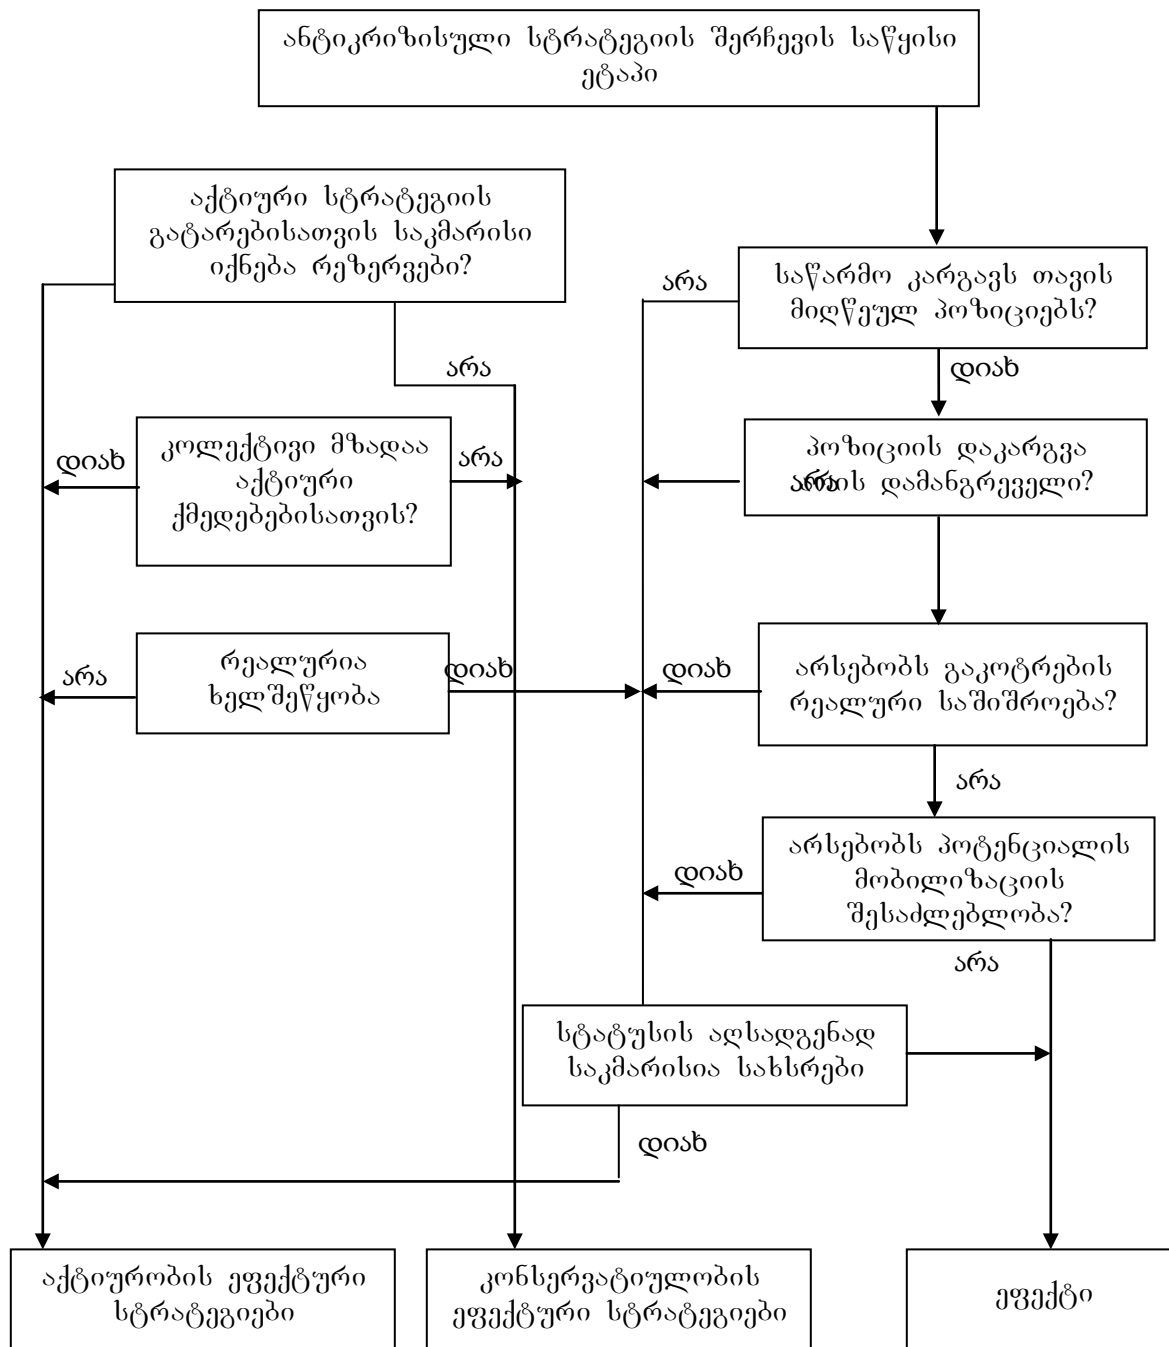 ანტიკრიზისული სტრატეგიის შერჩევის საწყისი
ეტაპი
აქტიური სტრატეგიის
გატარებისათვის საკმარისი
იქნება რეზერვები?
საწარმო კარგავს თავის
მიღწეულ პოზიციებს?
არა
დიახ
არა
კოლექტივი მზადაა
აქტიური
ქმედებებისათვის?
დიახ
არა
პოზიციის დაკარგვა
არის დამანგრეველი?
არა
რეალურია
ხელშეწყობა
არა
დიახ
დიახ
არსებობს გაკოტრების
რეალური საშიშროება?
არა
არსებობს პოტენციალის
მობილიზაციის
შესაძლებლობა?
დიახ
არა
სტატუსის აღსადგენად
საკმარისია სახსრები
დიახ
აქტიურობის ეფექტური
სტრატეგიები
კონსერვატიულობის
ეფექტური სტრატეგიები
ეფექტი